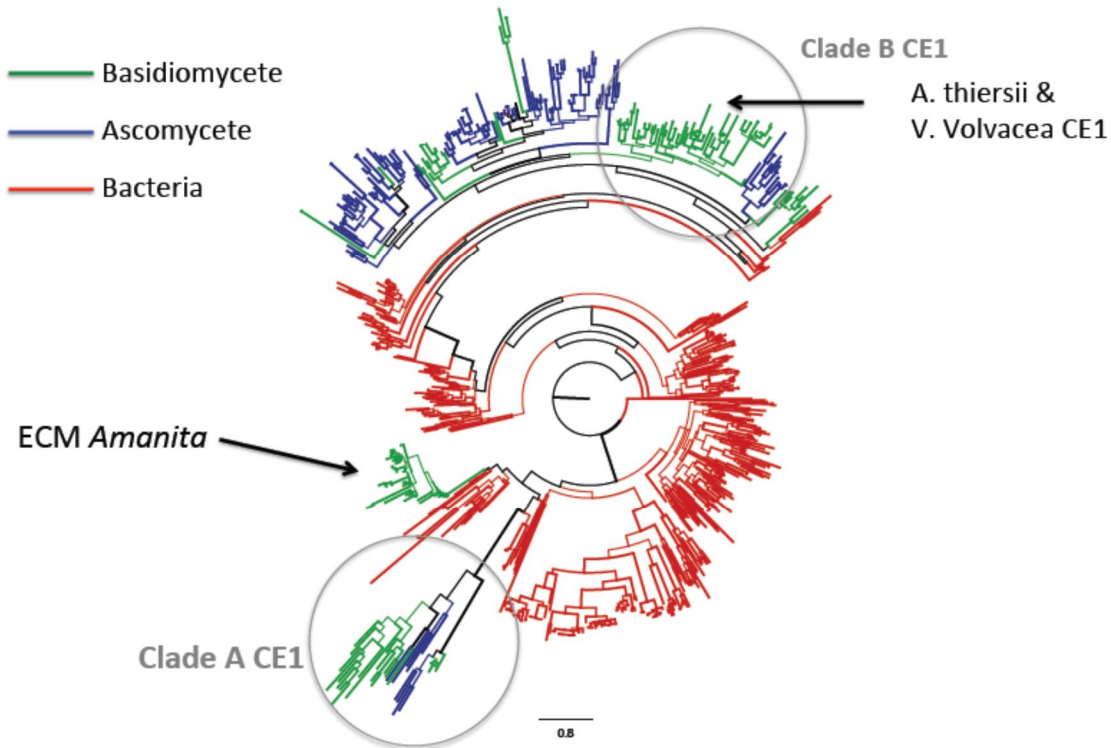 Basidiomycete
Ascomycete
Bacteria
Clade B CE1
A. thiersii &
V. Volvacea CE1
ECM Amanita
Clade A CE1
0.8